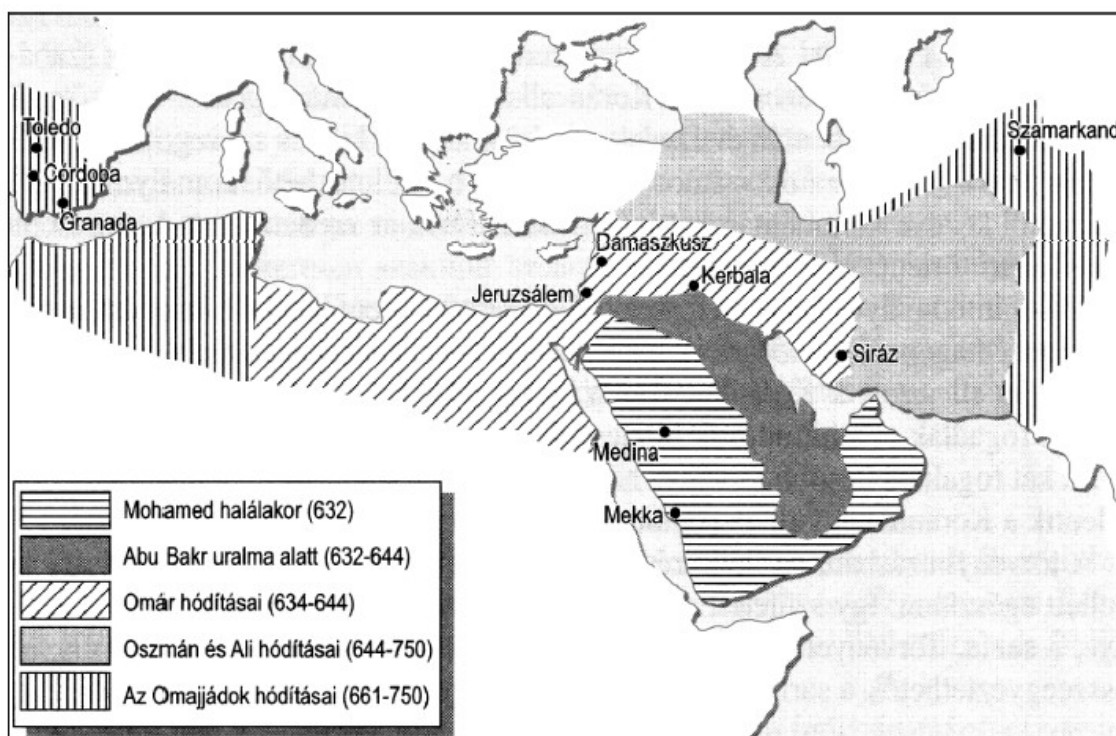 Toledo
Córdoba
Granada
Szamarkand
Damaszkusz
Jeruzsálem
Kerbala
Siráz
Medina
Mekka
Mohamed halálakor (632)
Abu Bakr uralma alatt (632-644)
Omár hódításai (634-644)
Oszmán és Ali hódításai (644-750)
Az Omajjádok hódításai (661-750)